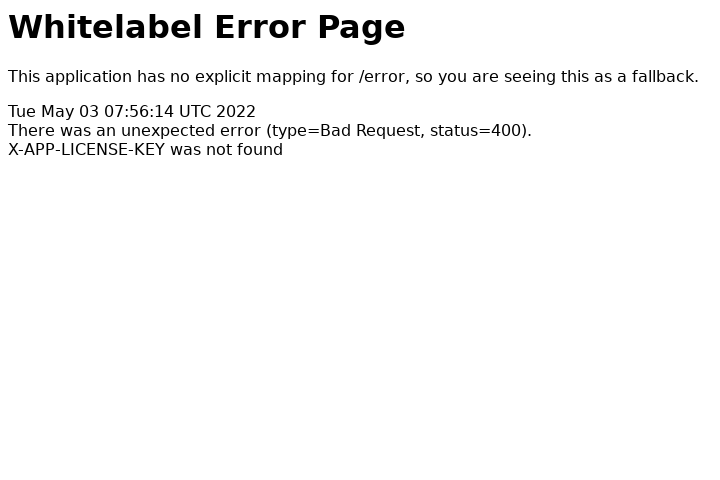 Whitelabel Error Page
This application has no explicit mapping for /error, so you are seeing this as a fallback.
Tue May 03 07:56:14 UTC 2022
There was an unexpected error (type=Bad Request, status=400).
X-APP-LICENSE-KEY was not found